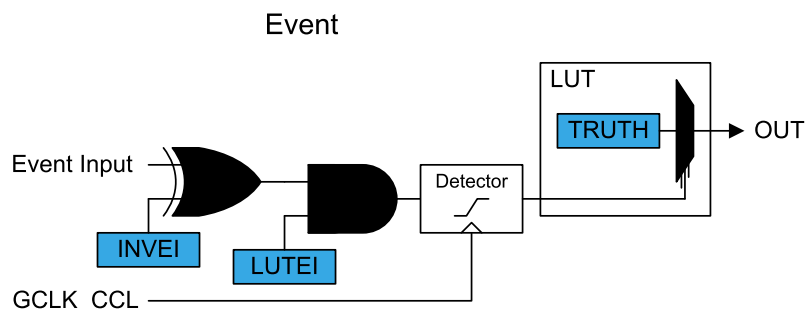 Event
LUT
TRUTH
OUT
Event Input
Detector
INVEI
LUTEI
GCLK CCL